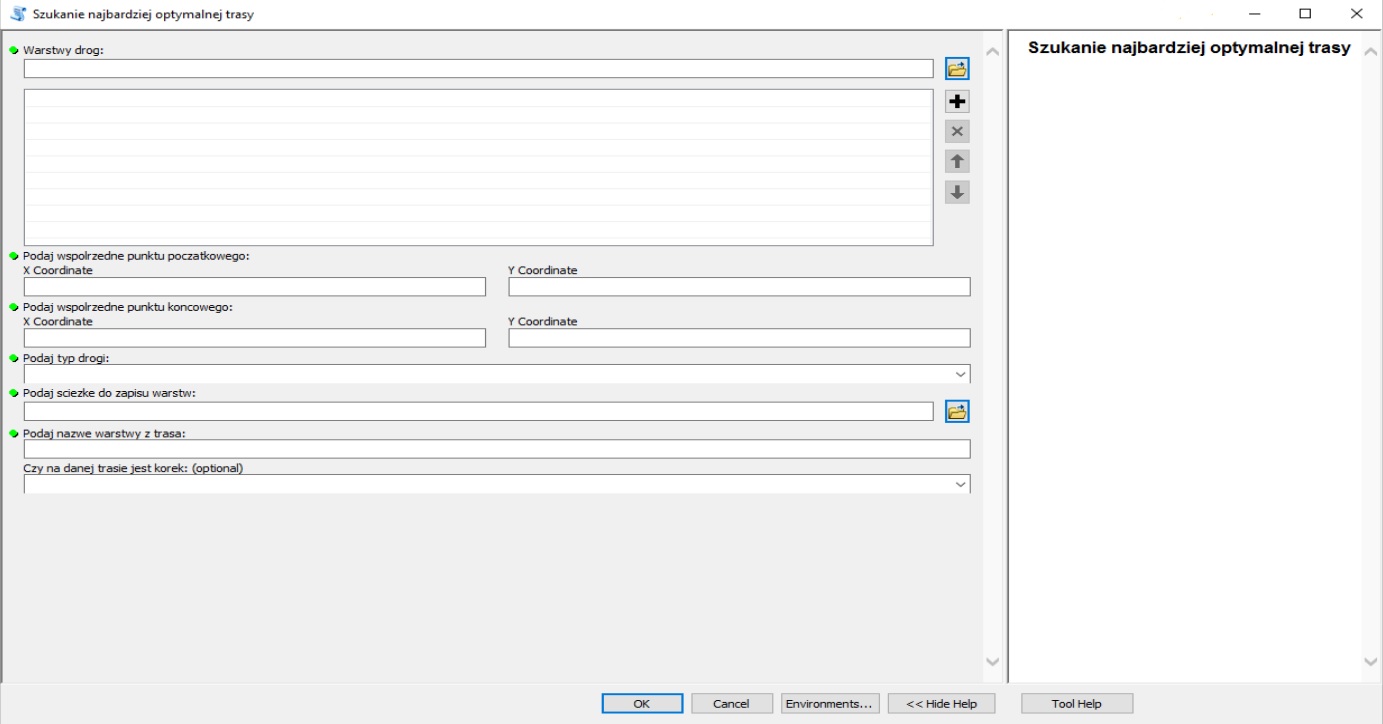 Szukanie najbardziej optymalnej trasy
Warstwy drog:
Podaj wspolrzedne punktu poczatkowego:
X Coordinate
Y Coordinate
Podaj wspolrzedne punktu koncowego:
X Coordinate
Y Coordinate
Podaj typ drogi:
Podaj sciezke do zapisu warstw:
Podaj nazwe warstwy z trasa:
Czy na danej trasie jest korek: (optional)
Szukanie najbardziej optymalnej trasy
OK
Cancel
Environments...
<< Hide Help
Tool Help